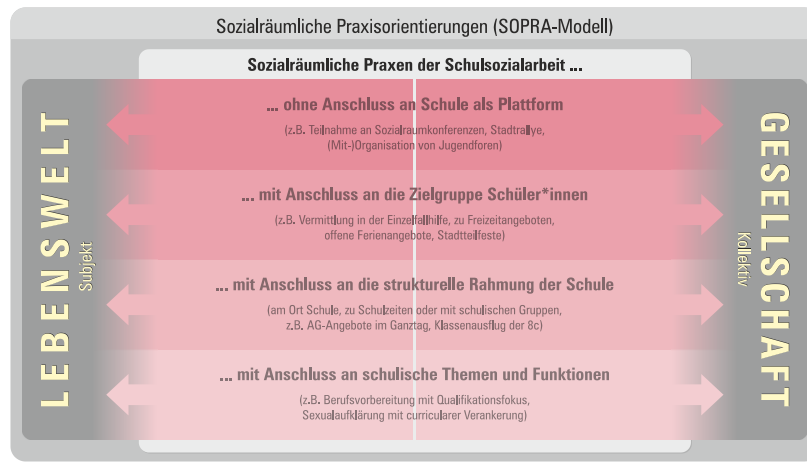 Sozialräumliche Praxisorientierungen (SOPRA-Modell)
Sozialräumliche Praxen der Schulsozialarbeit ...
LEBENSWELT
Subjekt
... ohne Anschluss an Schule als Plattform
(z.B. Teilnahme an Sozialraumkonferenzen, Stadtrallye,
(Mit-)Organisation von Jugendforen)
... mit Anschluss an die Zielgruppe Schüler*innen
(z.B. Vermittlung in der Einzelfallhilfe, zu Freizeitangeboten,
offene Ferienangebote, Stadtteilfeste)
... mit Anschluss an die strukturelle Rahmung der Schule
(am Ort Schule, zu Schulzeiten oder mit schulischen Gruppen,
z.B. AG-Angebote im Ganztag, Klassenausflug der 8c)
... mit Anschluss an schulische Themen und Funktionen
(z.B. Berufsvorbereitung mit Qualifikationsfokus,
Sexualaufklärung mit curricularer Verankerung)
GESELLSCHAFT
Kollektiv